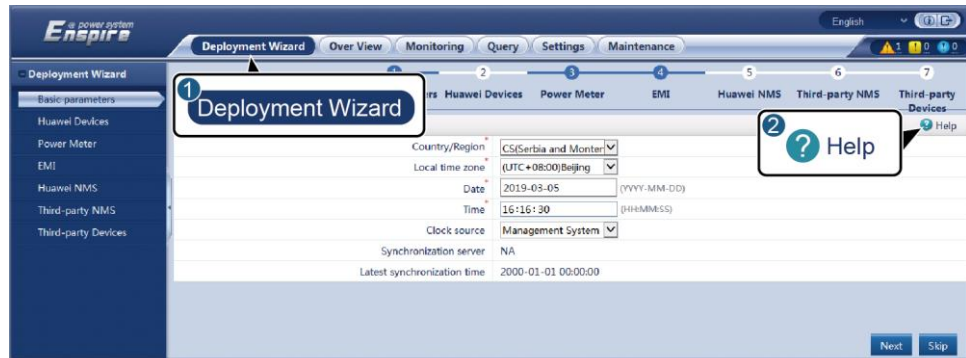 e power system
Enspire
English
Deployment Wizard Over View Monitoring Query Settings Maintenance
1 0 0
Deployment Wizard
Basic parameters
Huawei Devices
Power Meter
EMI
Huawei NMS
Third-party NMS
Third-party Devices
1 Deployment Wizard
2 3 4 5 6 7
Huawei Devices Power Meter EMI Huawei NMS Third-party NMS Third-party Devices
2 ? Help
Help
Country/Region * CS(Serbia and Monter
Local time zone * (UTC+08:00)Beijing
Date * 2019-03-05 (YYYY-MM-DD)
Time * 16:16:30 (HH:MM:SS)
Clock source Management System
Synchronization server NA
Latest synchronization time 2000-01-01 00:00:00
Next Skip